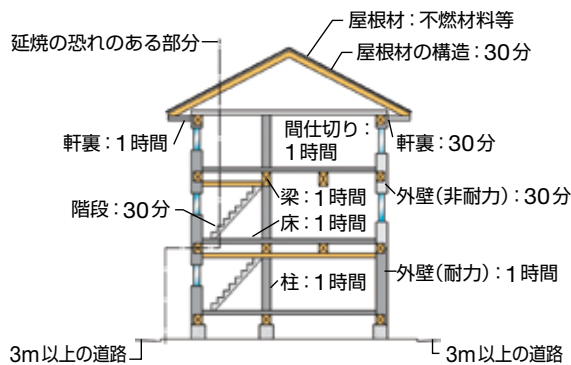 屋根材：不燃材料等
延焼の恐れのある部分
屋根材の構造：30分
軒裏：1時間
間仕切り：
1時間
軒裏：30分
梁：1時間
外壁（非耐力）：30分
階段：30分
床：1時間
柱：1時間
外壁（耐力）：1時間
3m以上の道路
3m以上の道路